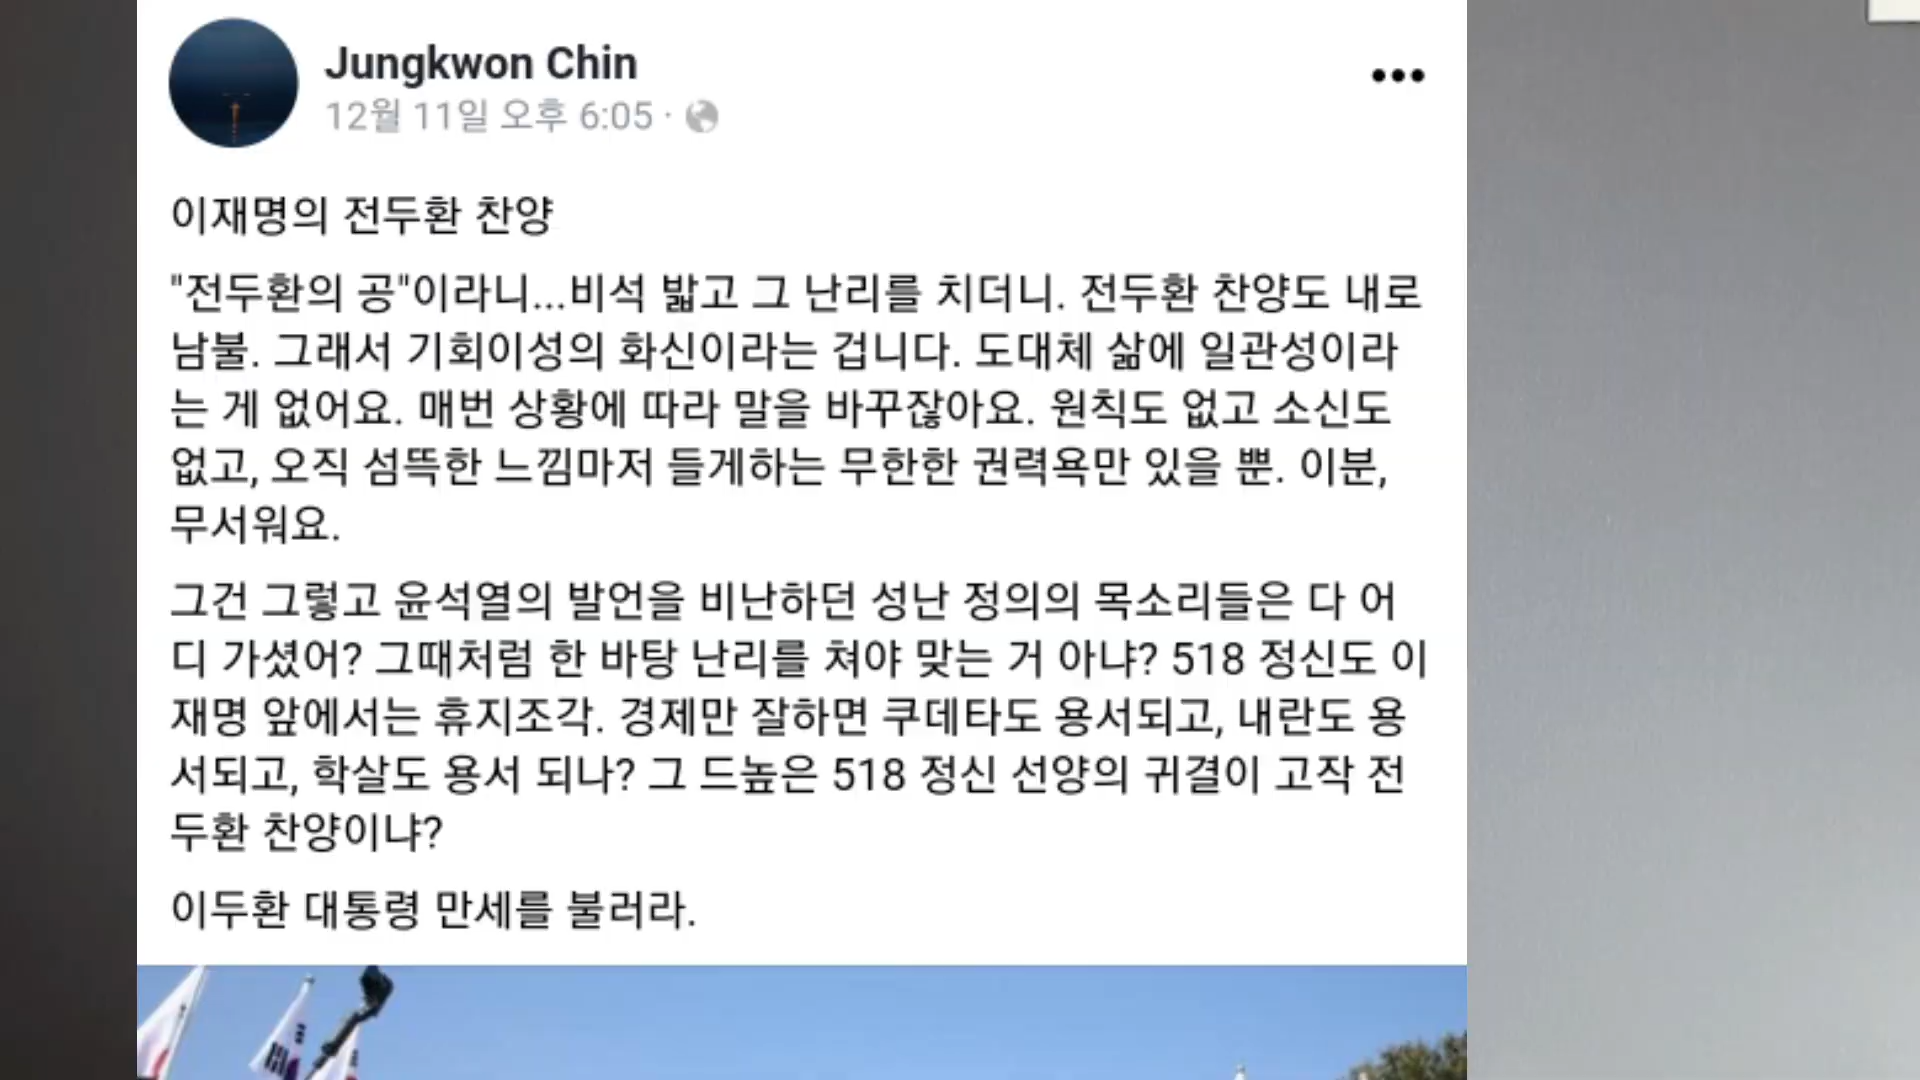 Jungkwon Chin
12월 11일 오후 6:05 ·
이재명의 전두환 찬양
"전두환의 공"이라니...비석 밟고 그 난리를 치더니. 전두환 찬양도 내로
남불. 그래서 기회이성의 화신이라는 겁니다. 도대체 삶에 일관성이라
는 게 없어요. 매번 상황에 따라 말을 바꾸잖아요. 원칙도 없고 소신도
없고, 오직 섬뜩한 느낌마저 들게하는 무한한 권력욕만 있을 뿐. 이분,
무서워요.
그건 그렇고 윤석열의 발언을 비난하던 성난 정의의 목소리들은 다 어
디 가셨어? 그때처럼 한 바탕 난리를 쳐야 맞는 거 아냐? 518 정신도 이
재명 앞에서는 휴지조각. 경제만 잘하면 쿠데타도 용서되고, 내란도 용
서되고, 학살도 용서 되나? 그 드높은 518 정신 선양의 귀결이 고작 전
두환 찬양이냐?
이두환 대통령 만세를 불러라.